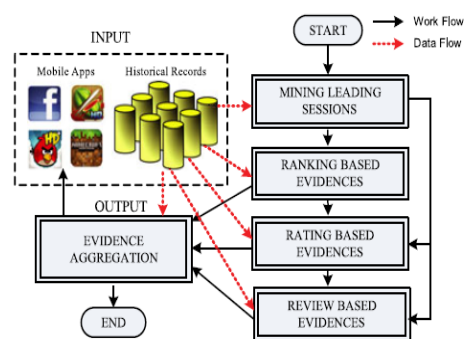 INPUT
Mobile Apps
Historical Records
START
Work Flow
Data Flow
MINING LEADING
SESSIONS
RANKING BASED
EVIDENCES
OUTPUT
EVIDENCE
AGGREGATION
RATING BASED
EVIDENCES
REVIEW BASED
EVIDENCES
END